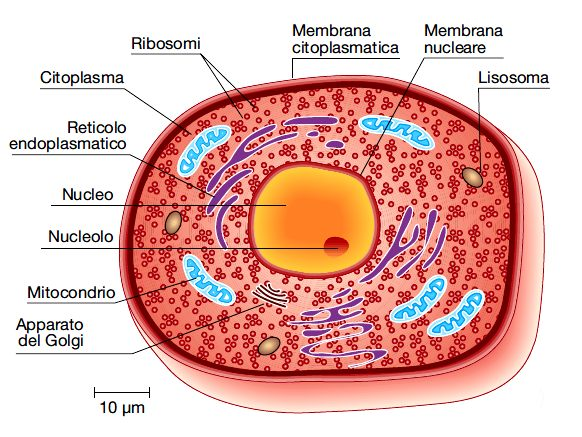 Membrana
citoplasmatica
Membrana
nucleare
Ribosomi
Citoplasma
Lisosoma
Reticolo
endoplasmatico
Nucleo
Nucleolo
Mitocondrio
Apparato
del Golgi
10 µm